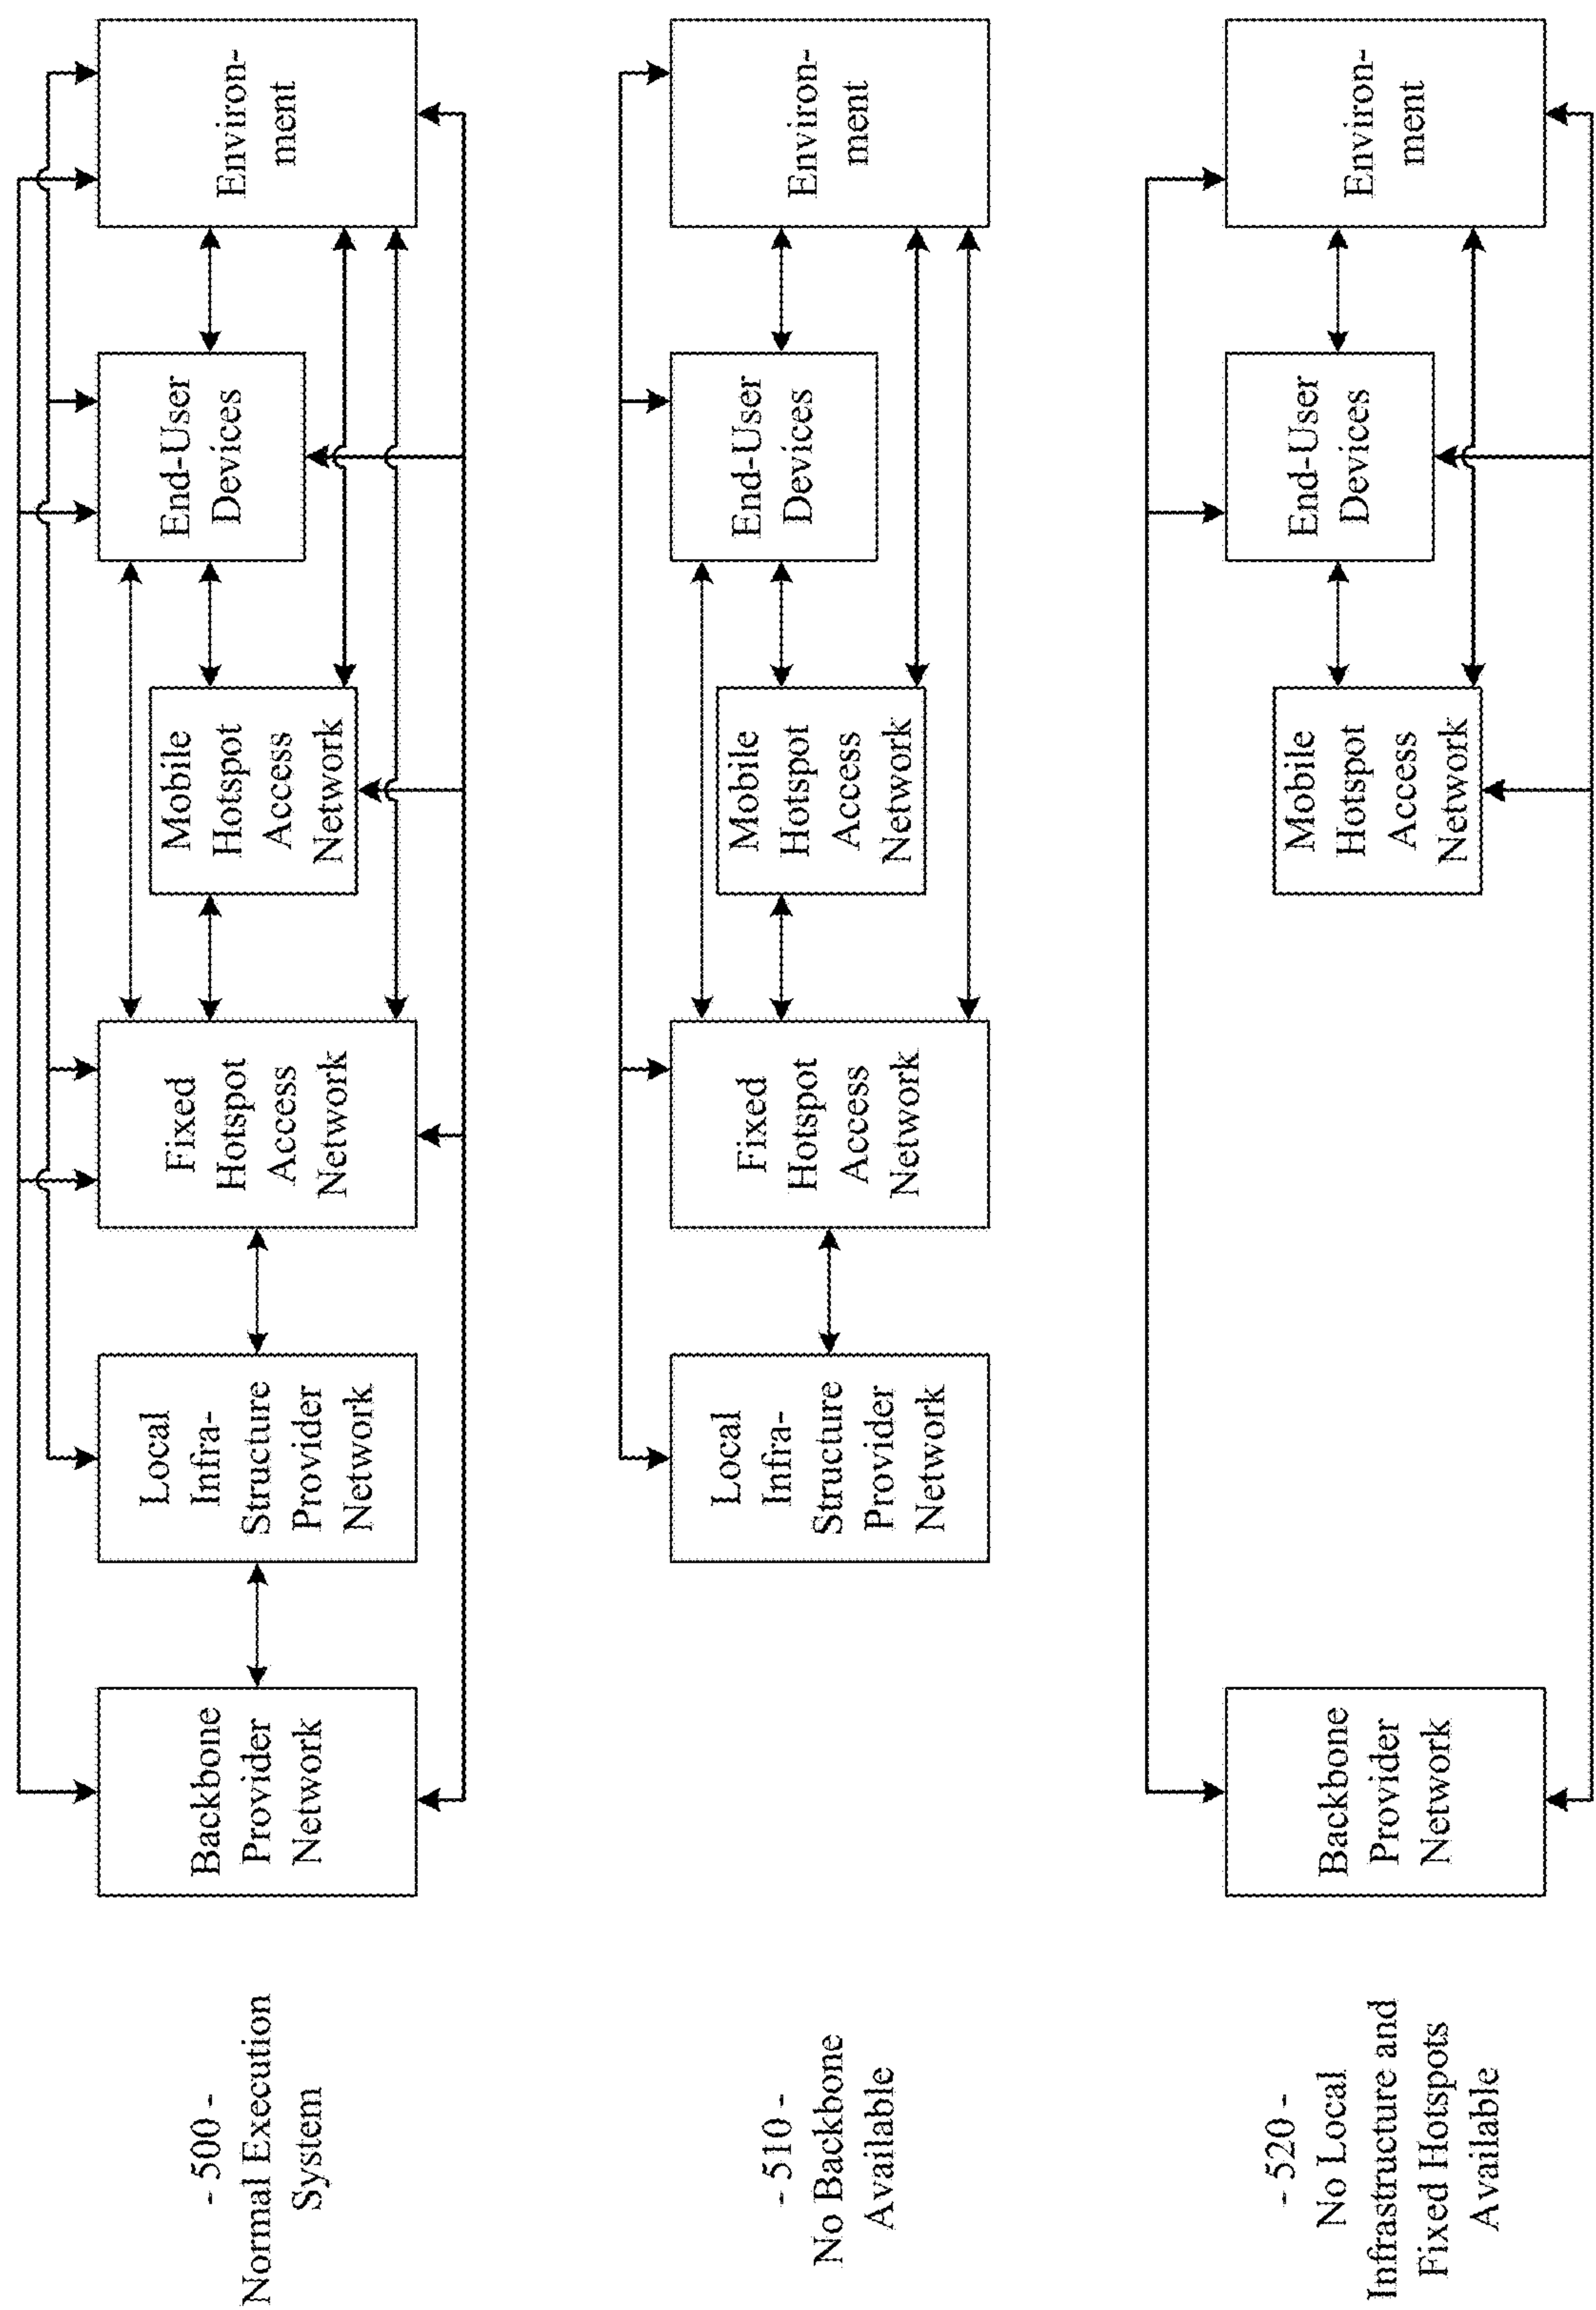 - 500 -
Normal Execution
System
Backbone
Provider
Network
Local
Infra-
Structure
Provider
Network
Fixed
Hotspot
Access
Network
Mobile
Hotspot
Access
Network
End-User
Devices
Environ-
ment
- 510 -
No Backbone
Available
Local
Infra-
Structure
Provider
Network
Fixed
Hotspot
Access
Network
Mobile
Hotspot
Access
Network
End-User
Devices
Environ-
ment
- 520 -
No Local
Infrastructure and
Fixed Hotspots
Available
Backbone
Provider
Network
Mobile
Hotspot
Access
Network
End-User
Devices
Environ-
ment